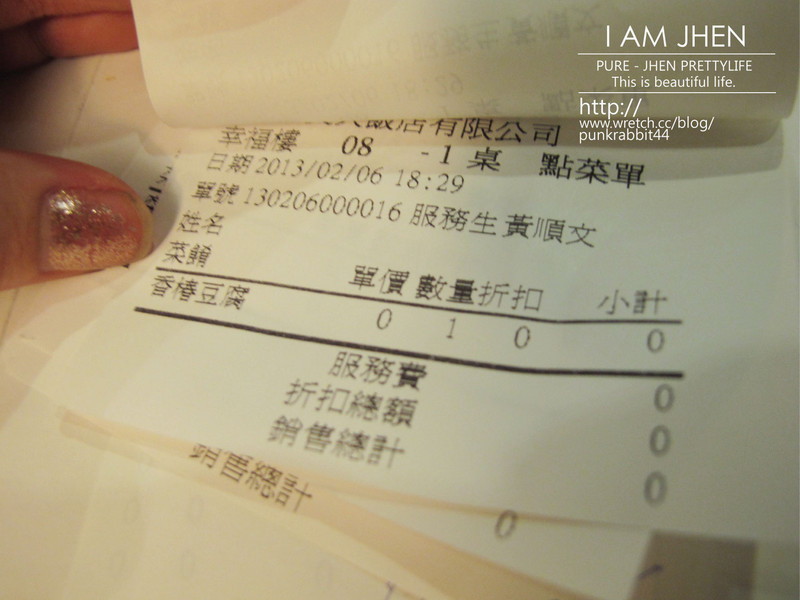 I AM JHEN
PURE - JHEN PRETTYLIFE
This is beautiful life.
http://
www.wretch.cc/blog/
punkrabbit44
飯店有限公司
幸福樓 08 - 1 桌 點菜單
日期 2013/02/06 18:29
單號 130206000016 服務生 黃順文
姓名
菜餚 單價 數量 折扣 小計
香椿豆腐 0 1 0 0
服務費 0
折扣總額 0
銷售總計 0
銷售總計 0